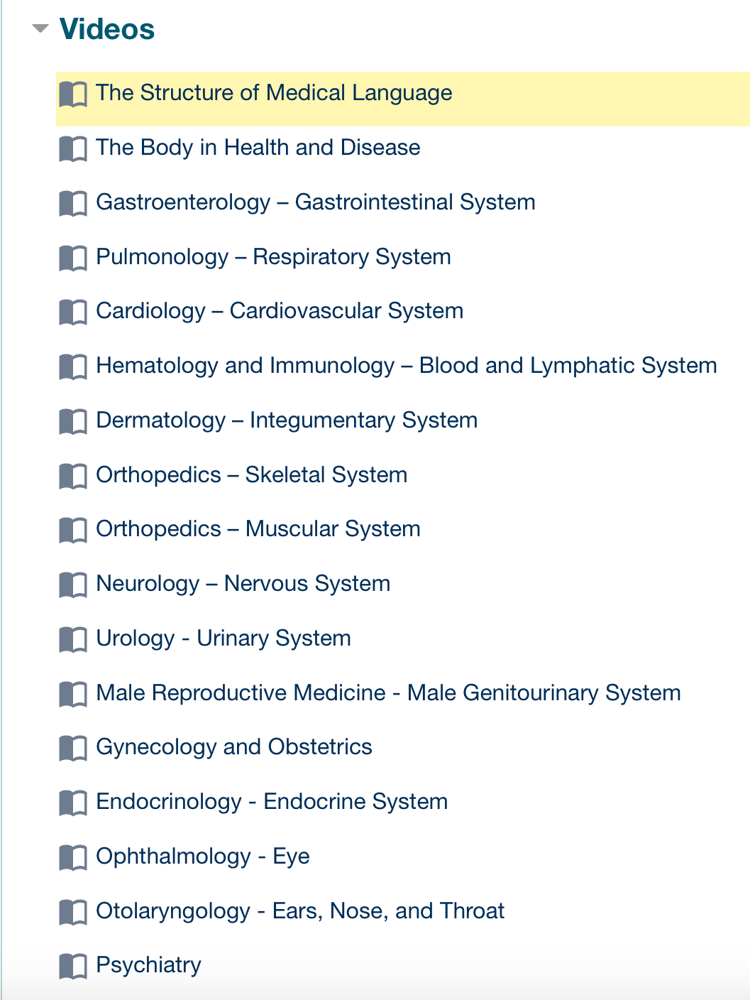 Videos
The Structure of Medical Language
The Body in Health and Disease
Gastroenterology – Gastrointestinal System
Pulmonology – Respiratory System
Cardiology – Cardiovascular System
Hematology and Immunology – Blood and Lymphatic System
Dermatology – Integumentary System
Orthopedics – Skeletal System
Orthopedics – Muscular System
Neurology – Nervous System
Urology - Urinary System
Male Reproductive Medicine - Male Genitourinary System
Gynecology and Obstetrics
Endocrinology - Endocrine System
Ophthalmology - Eye
Otolaryngology - Ears, Nose, and Throat
Psychiatry